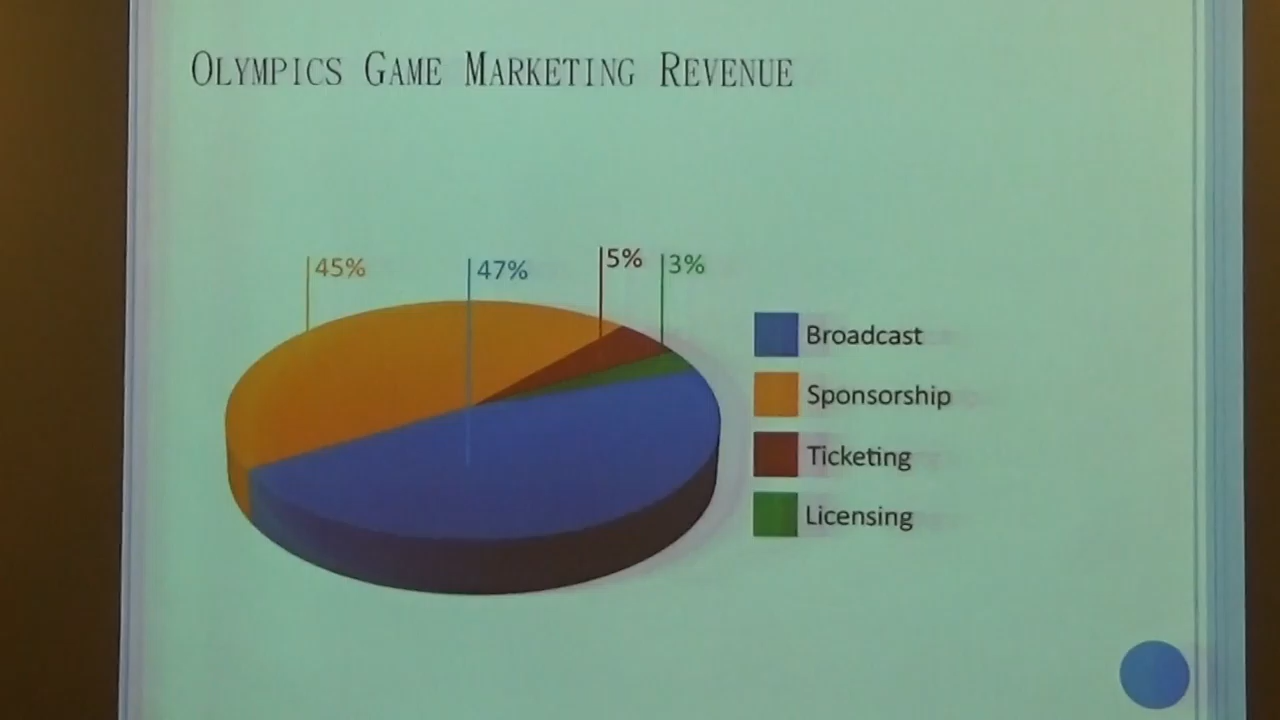 OLYMPICS GAME MARKETING REVENUE
45%
47%
5%
3%
Broadcast
Sponsorship
Ticketing
Licensing